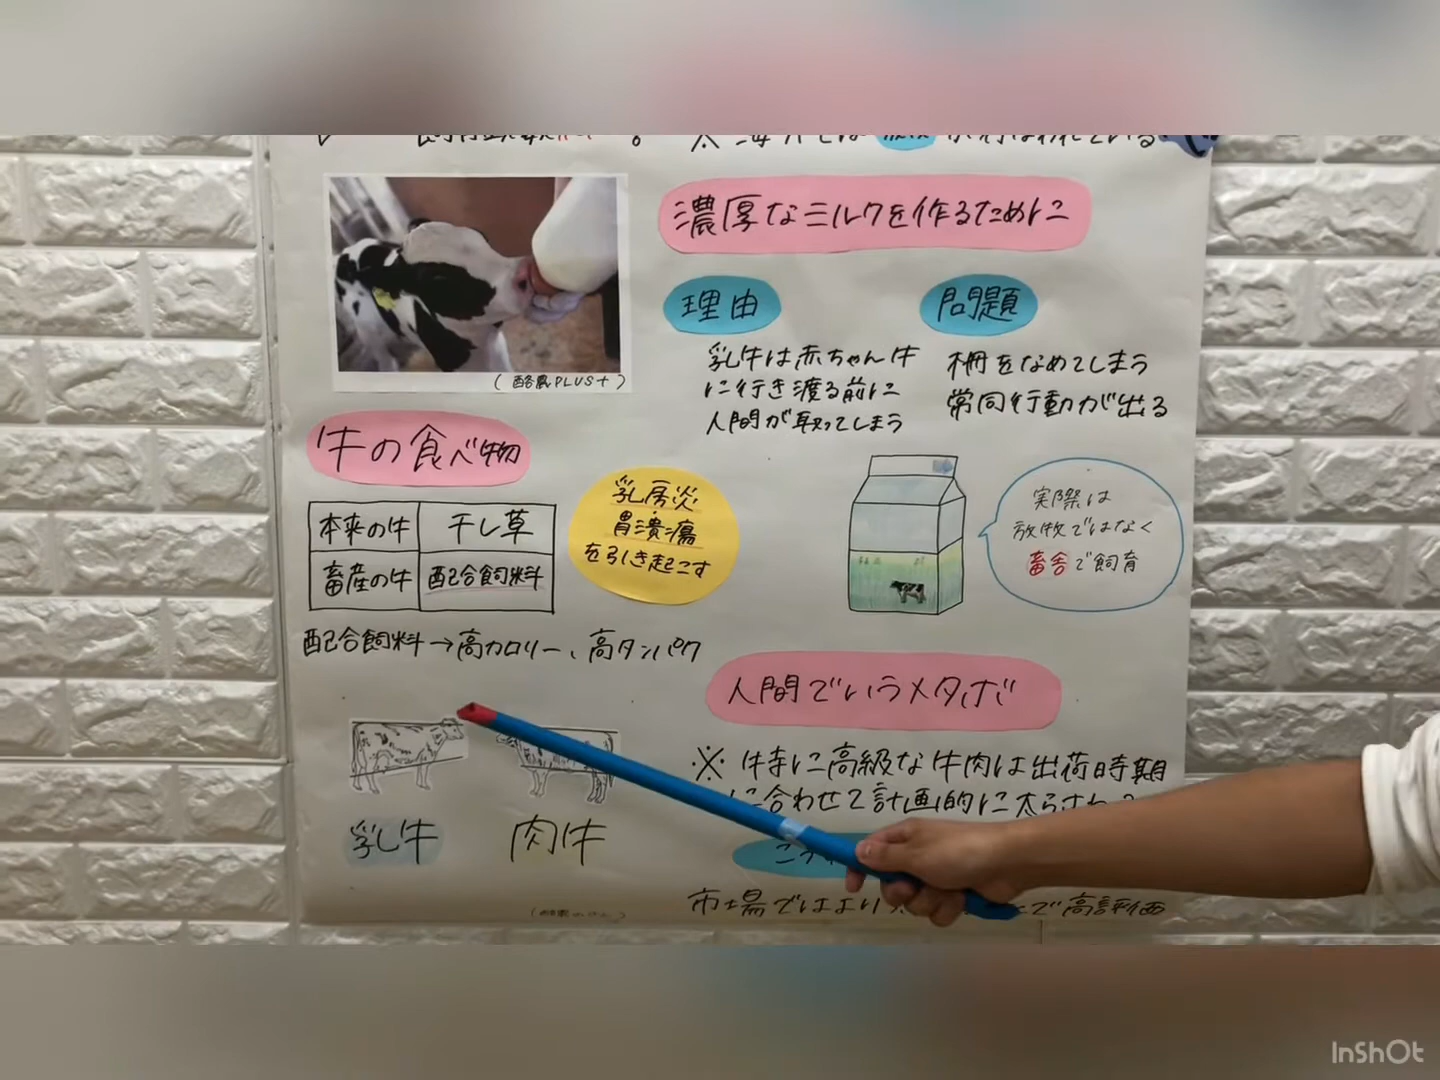 濃厚なミルクを作るために
理由
乳牛は赤ちゃん牛
に行き渡る前に
人間が取ってしまう
問題
柵をなめてしまう
常同行動が出る
(酪農PLUS+)
牛の食べ物
本来の牛 干し草
畜産の牛 配合飼料
乳房炎
胃潰瘍
を引き起こす
配合飼料→高カロリー、高タンパク
実際は
放牧ではなく
畜舎で飼育
乳牛 肉牛
人間でいうメタボ
※ 特に高級な牛肉は出荷時期
に合わせて計画的に太らされ
市場ではより
で高評価
InShOt